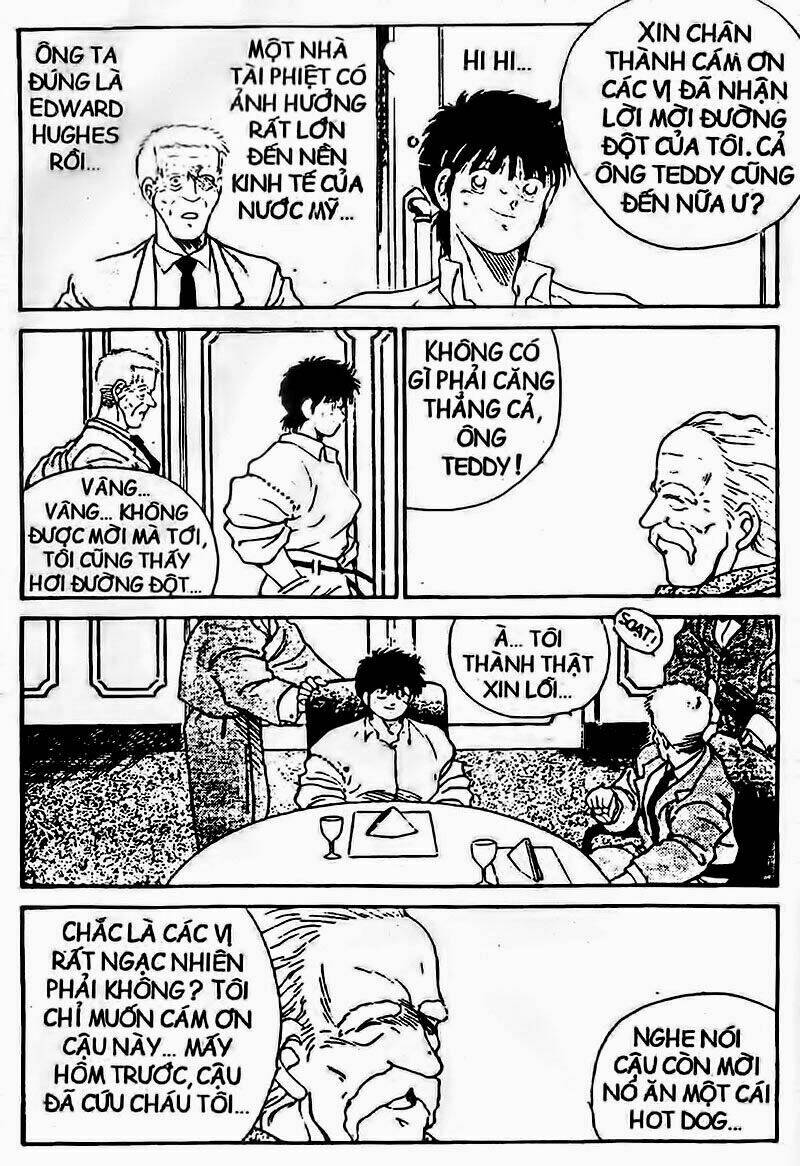 ÔNG TA
ĐÚNG LÀ
EDWARD
HUGHES
RỒI...
MỘT NHÀ
TÀI PHIỆT CÓ
ẢNH HƯỞNG
RẤT LỚN
ĐẾN NỀN
KINH TẾ CỦA
NƯỚC MỸ...
HI HI...
XIN CHÂN
THÀNH CÁM ƠN
CÁC VỊ ĐÃ NHẬN
LỜI MỜI ĐƯỜNG
ĐỘT CỦA TÔI. CẢ
ÔNG TEDDY CŨNG
ĐẾN NỮA Ư?
VÂNG...
VÂNG... KHÔNG
ĐƯỢC MỜI MÀ TỚI,
TÔI CŨNG THẤY
HƠI ĐƯỜNG ĐỘT...
KHÔNG CÓ
GÌ PHẢI CĂNG
THẲNG CẢ,
ÔNG
TEDDY!
À... TÔI
THÀNH THẬT
XIN LỖI...
SOẠT!
CHẮC LÀ CÁC VỊ
RẤT NGẠC NHIÊN
PHẢI KHÔNG? TÔI
CHỈ MUỐN CÁM ƠN
CẬU NÀY... MẤY
HÔM TRƯỚC, CẬU
ĐÃ CỨU CHÁU TÔI...
NGHE NÓI
CẬU CÒN MỜI
NÓ ĂN MỘT CÁI
HOT DOG...